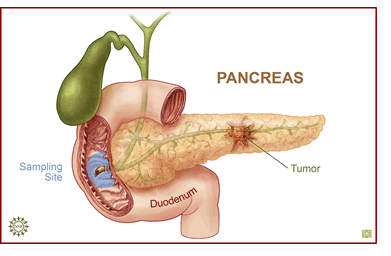 PANCREAS
Sampling
Site
Tumor
Duodenum